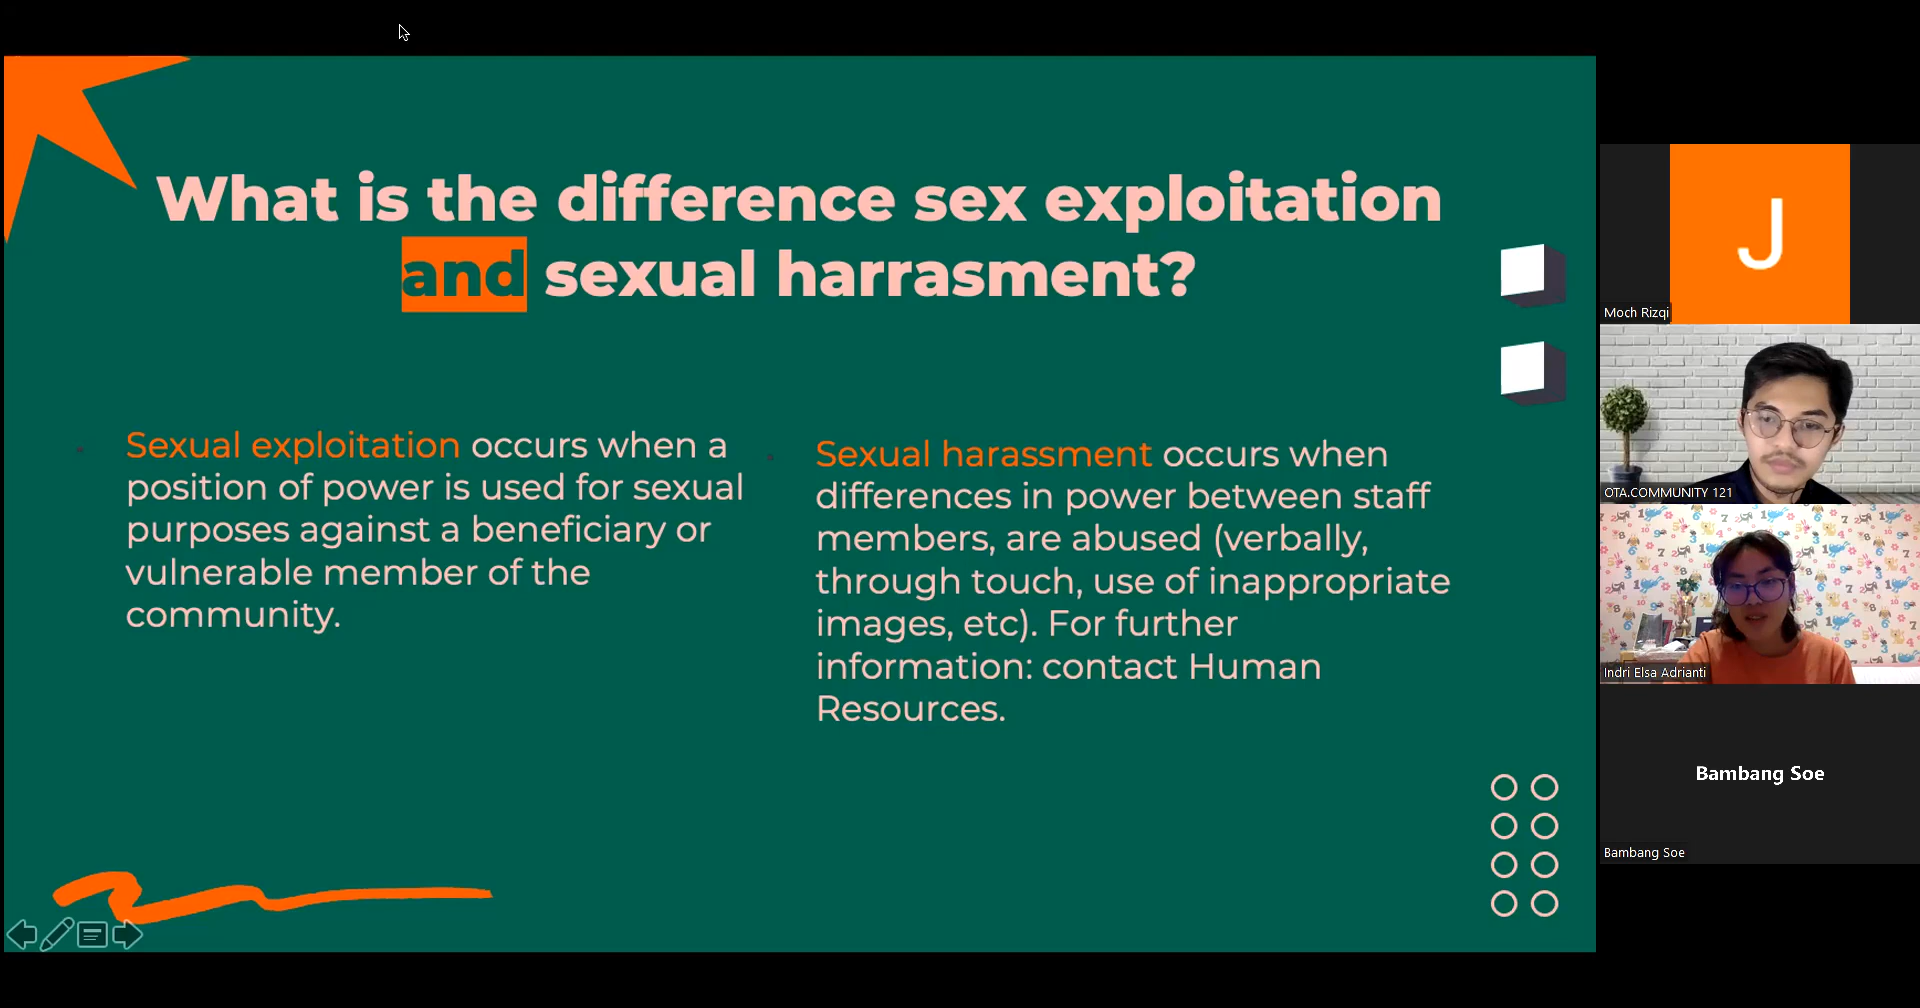 What is the difference sex exploitation
and sexual harrasment?
Sexual exploitation occurs when a
position of power is used for sexual
purposes against a beneficiary or
vulnerable member of the
community.
Sexual harassment occurs when
differences in power between staff
members, are abused (verbally,
through touch, use of inappropriate
images, etc). For further
information: contact Human
Resources.
J
Moch Rizqi
OTA.COMMUNITY 121
Indri Elsa Adrianti
Bambang Soe
Bambang Soe